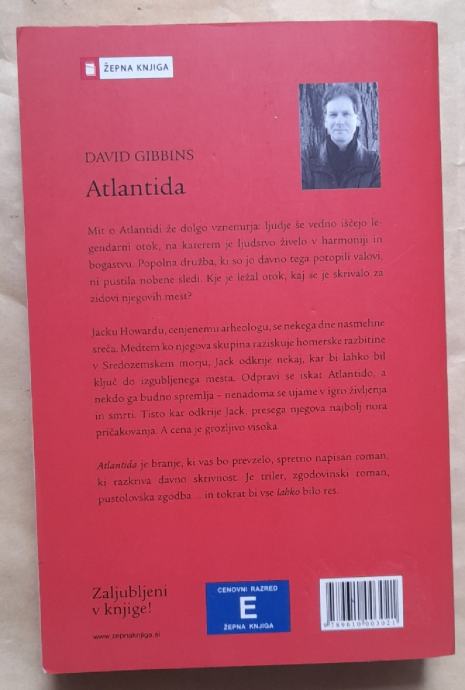 ŽEPNA KNJIGA
DAVID GIBBINS
Atlantida
Mit o Atlantidi že dolgo vznemirja: ljudje še vedno iščejo le-
gendarni otok, na katerem je ljudstvo živelo v harmoniji in
bogastvu. Popolna družba, ki so jo davno tega potopili valovi,
ni pustila nobene sledi. Kje je ležal otok, kaj se je skrivalo za
zidovi njegovih mest?
Jacku Howardu, cenjenemu arheologu, se nekega dne nasmehne
sreča. Medtem ko njegova skupina raziskuje homerske razbitine
v Sredozemskem morju, Jack odkrije nekaj, kar bi lahko bil
ključ do izgubljenega mesta. Odpravi se iskat Atlantido, a
nekdo ga budno spremlja – nenadoma se ujame v igro življenja
in smrti. Tisto kar odkrije Jack, presega njegova najbolj nora
pričakovanja. A cena je grozljivo visoka.
Atlantida je branje, ki vas bo prevzelo, spretno napisan roman,
ki razkriva davno skrivnost. Je triler, zgodovinski roman,
pustolovska zgodba... in tokrat bi vse lahko bilo res.
Zaljubljeni
v knjige!
www.zepnaknjiga.si
CENOVNI RAZRED
E
ŽEPNA KNJIGA
9 789610 003021